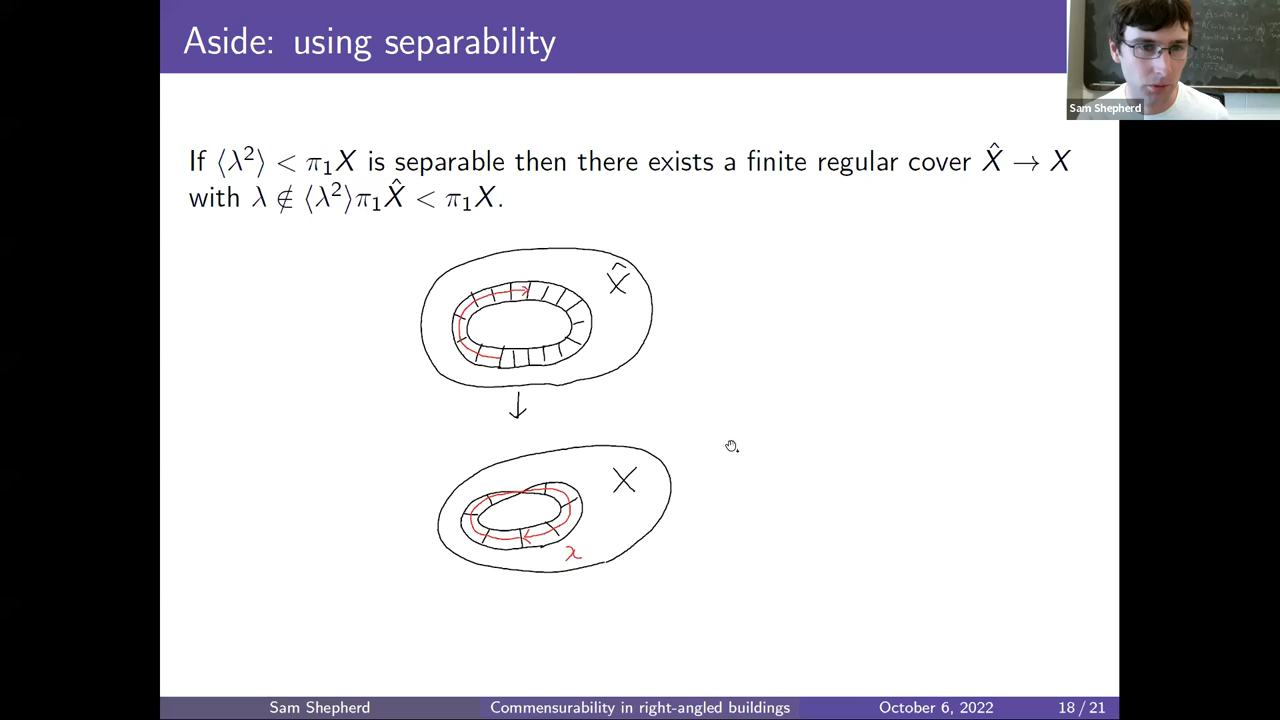 Aside: using separability
Sam Shepherd
If ⟨λ²⟩ < π₁X is separable then there exists a finite regular cover X̂ → X
with λ ∉ ⟨λ²⟩π₁X̂ < π₁X.
X̂
X
λ
Sam Shepherd Commensurability in right-angled buildings October 6, 2022 18 / 21